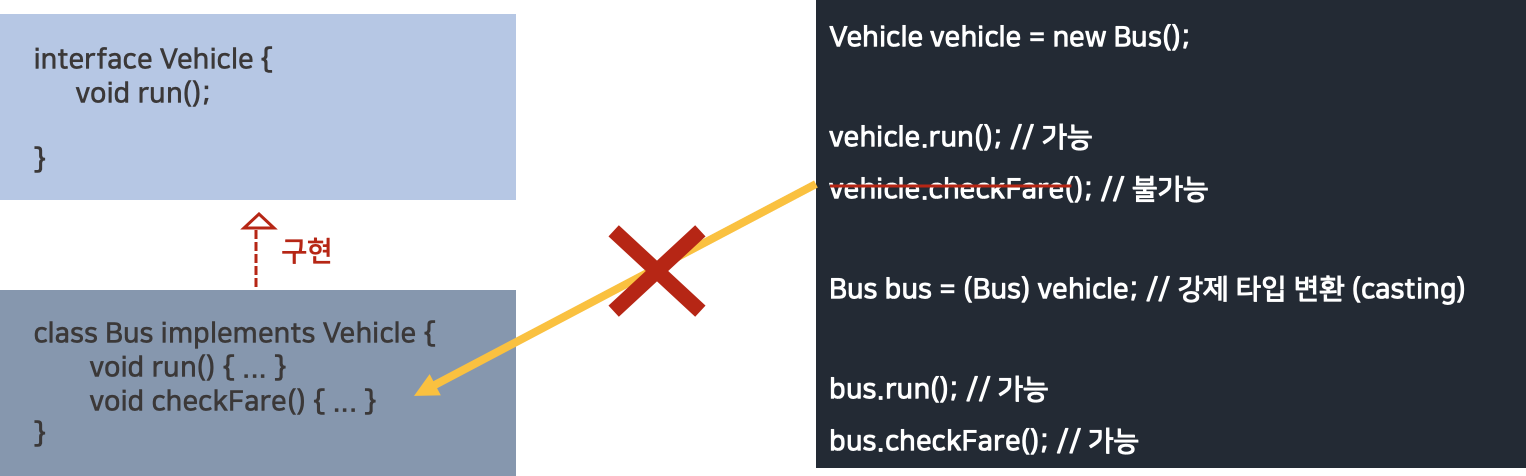 interface Vehicle {
void run();
}
구현
class Bus implements Vehicle {
void run() { ... }
void checkFare() { ... }
}
Vehicle vehicle = new Bus();
vehicle.run(); // 가능
vehicle.checkFare(); // 불가능
Bus bus = (Bus) vehicle; // 강제 타입 변환 (casting)
bus.run(); // 가능
bus.checkFare(); // 가능